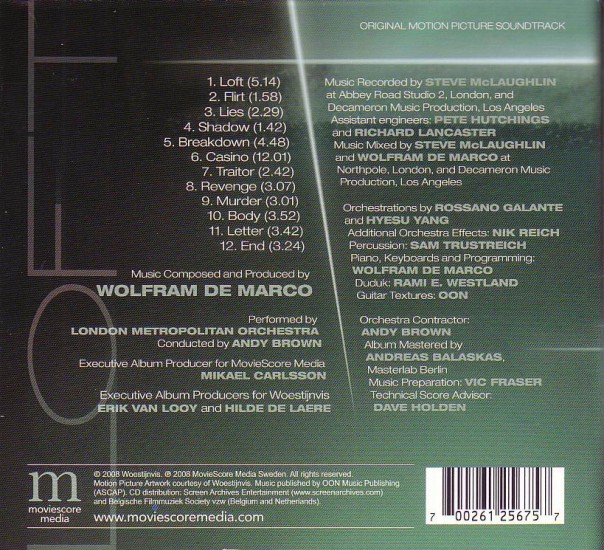 ORIGINAL MOTION PICTURE SOUNDTRACK
LOFT
1. Loft (5.14)
2. Flirt (1.58)
3. Lies (2.29)
4. Shadow (1.42)
5. Breakdown (4.48)
6. Casino (12.01)
7. Traitor (2.42)
8. Revenge (3.07)
9. Murder (3.01)
10. Body (3.52)
11. Letter (3.42)
12. End (3.24)
Music Composed and Produced by
WOLFRAM DE MARCO
Performed by
LONDON METROPOLITAN ORCHESTRA
Conducted by ANDY BROWN
Executive Album Producer for MovieScore Media
MIKAEL CARLSSON
Executive Album Producers for Woestijnvis
ERIK VAN LOOY and HILDE DE LAERE
Music Recorded by STEVE McLAUGHLIN
at Abbey Road Studio 2, London, and
Decameron Music Production, Los Angeles
Assistant engineers: PETE HUTCHINGS
and RICHARD LANCASTER
Music Mixed by STEVE McLAUGHLIN
and WOLFRAM DE MARCO at
Northpole, London, and Decameron Music
Production, Los Angeles
Orchestrations by ROSSANO GALANTE
and HYESU YANG
Additional Orchestra Effects: NIK REICH
Percussion: SAM TRUSTREICH
Piano, Keyboards and Programming:
WOLFRAM DE MARCO
Duduk: RAMI E. WESTLAND
Guitar Textures: OON
Orchestra Contractor:
ANDY BROWN
Album Mastered by
ANDREAS BALASKAS,
Masterlab Berlin
Music Preparation: VIC FRASER
Technical Score Advisor:
DAVE HOLDEN
m
moviescore
media
© 2008 Woestijnvis. ℗ 2008 MovieScore Media Sweden. All rights reserved.
Motion Picture Artwork courtesy of Woestijnvis. Music published by OON Music Publishing
(ASCAP). CD distribution: Screen Archives Entertainment (www.screenarchives.com)
and Belgische Filmmuziek Society vzw (Belgium and Netherlands).
www.moviescoremedia.com
7 00261 25675 7